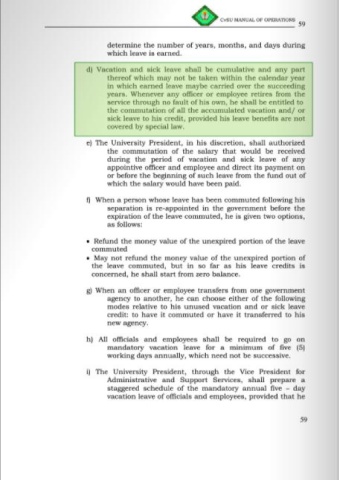 CvSU MANUAL OF OPERATIONS
59
determine the number of years, months, and days during
which leave is earned.
d) Vacation and sick leave shall be cumulative and any part
thereof which may not be taken within the calendar year
in which earned leave maybe carried over the succeeding
years. Whenever any officer or employee retires from the
service through no fault of his own, he shall be entitled to
the commutation of all the accumulated vacation and/ or
sick leave to his credit, provided his leave benefits are not
covered by special law.
e) The University President, in his discretion, shall authorized
the commutation of the salary that would be received
during the period of vacation and sick leave of any
appointive officer and employee and direct its payment on
or before the beginning of such leave from the fund out of
which the salary would have been paid.
f) When a person whose leave has been commuted following his
separation is re-appointed in the government before the
expiration of the leave commuted, he is given two options,
as follows:
• Refund the money value of the unexpired portion of the leave
commuted
• May not refund the money value of the unexpired portion of
the leave commuted, but in so far as his leave credits is
concerned, he shall start from zero balance.
g) When an officer or employee transfers from one government
agency to another, he can choose either of the following
modes relative to his unused vacation and or sick leave
credit: to have it commuted or have it transferred to his
new agency.
h) All officials and employees shall be required to go on
mandatory vacation leave for a minimum of five (5)
working days annually, which need not be successive.
i) The University President, through the Vice President for
Administrative and Support Services, shall prepare a
staggered schedule of the mandatory annual five – day
vacation leave of officials and employees, provided that he
59